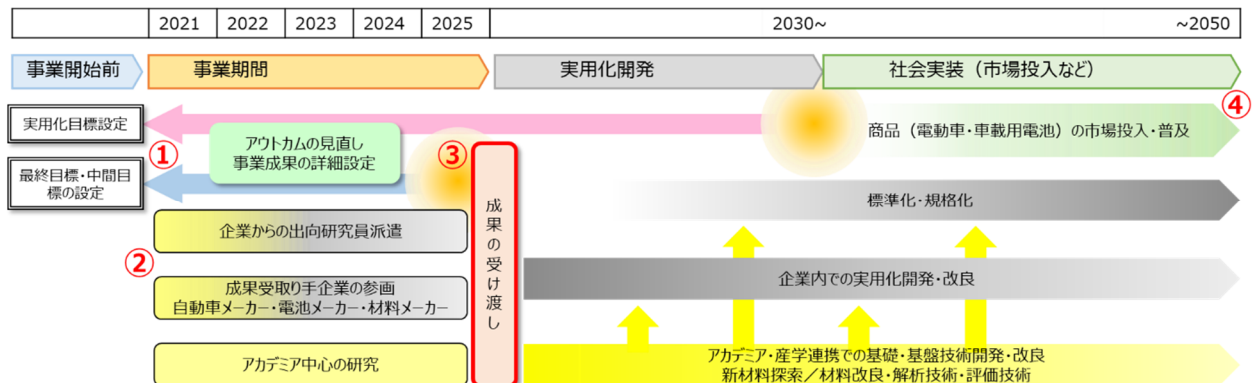 2021 2022 2023 2024 2025 2030~ ~2050
事業開始前 事業期間 実用化開発 社会実装（市場投入など）
実用化目標設定
①
アウトカムの見直し
事業成果の詳細設定
③
④
商品（電動車・車載用電池）の市場投入・普及
最終目標・中間目
標の設定
成果の受け渡し
標準化・規格化
企業からの出向研究員派遣
②
成果受取り手企業の参画
自動車メーカー・電池メーカー・材料メーカー
企業内での実用化開発・改良
アカデミア中心の研究
アカデミア・産学連携での基礎・基盤技術開発・改良
新材料探索／材料改良・解析技術・評価技術